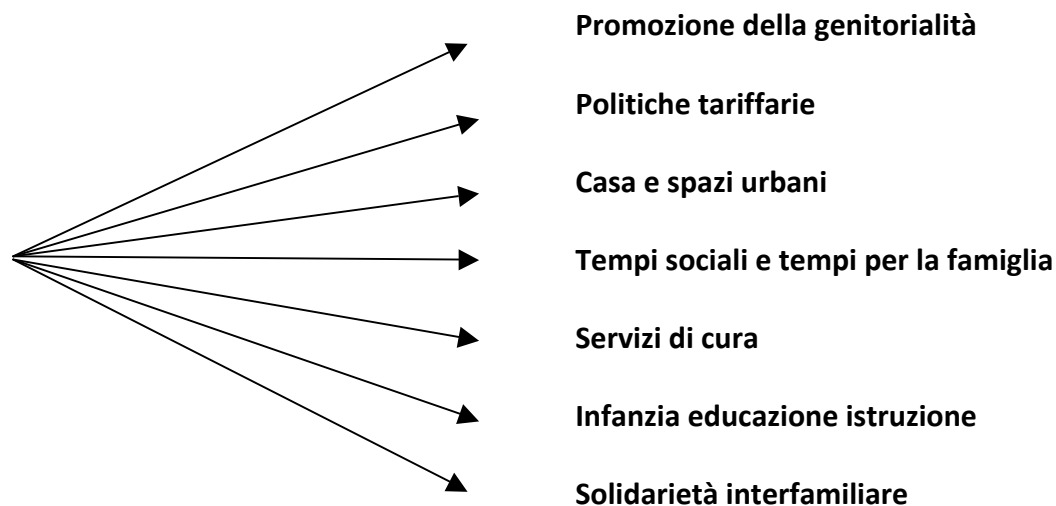 Promozione della genitorialità
Politiche tariffarie
Casa e spazi urbani
Tempi sociali e tempi per la famiglia
Servizi di cura
Infanzia educazione istruzione
Solidarietà interfamiliare